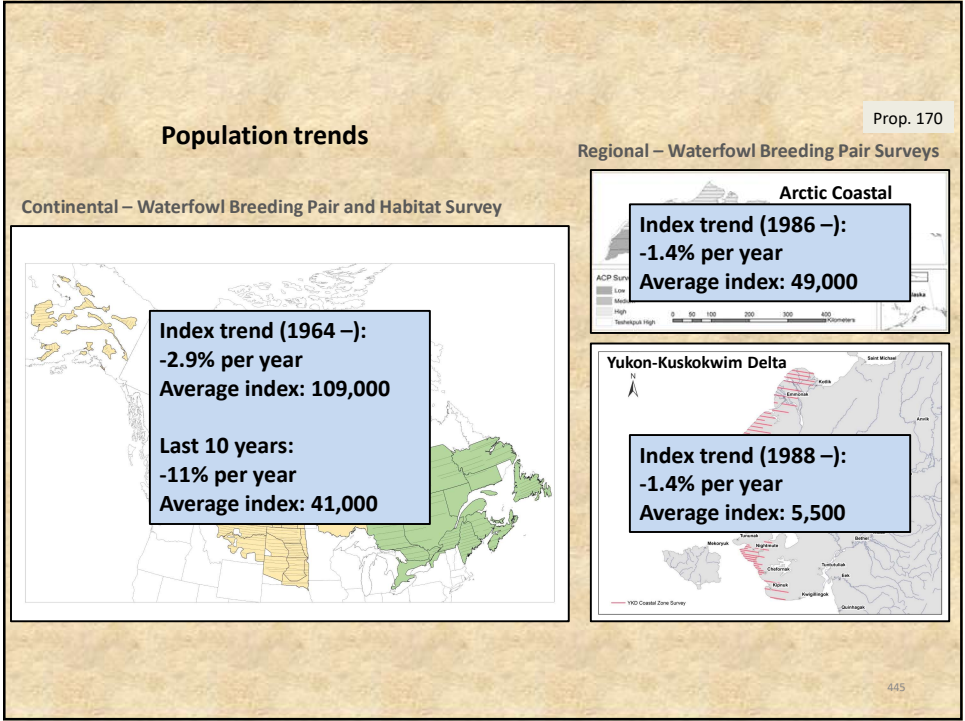 Prop. 170
Population trends
Regional – Waterfowl Breeding Pair Surveys
Continental – Waterfowl Breeding Pair and Habitat Survey
Index trend (1964 –):
-2.9% per year
Average index: 109,000
Last 10 years:
-11% per year
Average index: 41,000
Arctic Coastal
Index trend (1986 –):
-1.4% per year
Average index: 49,000
ACP
Low
High
Teshekpuk High
0 50 100 200 300 400
Kilometers
Yukon-Kuskokwim Delta
N
Saint Michael
Kotlik
Emmonak
Anvik
Index trend (1988 –):
-1.4% per year
Average index: 5,500
Bethel
Tununak
Mekoryuk
Nightmute
Chefornak
Tuntutuliak
Eek
Kipnuk
Kwigillingok
Quinhagak
YKD Coastal Zone Survey
445